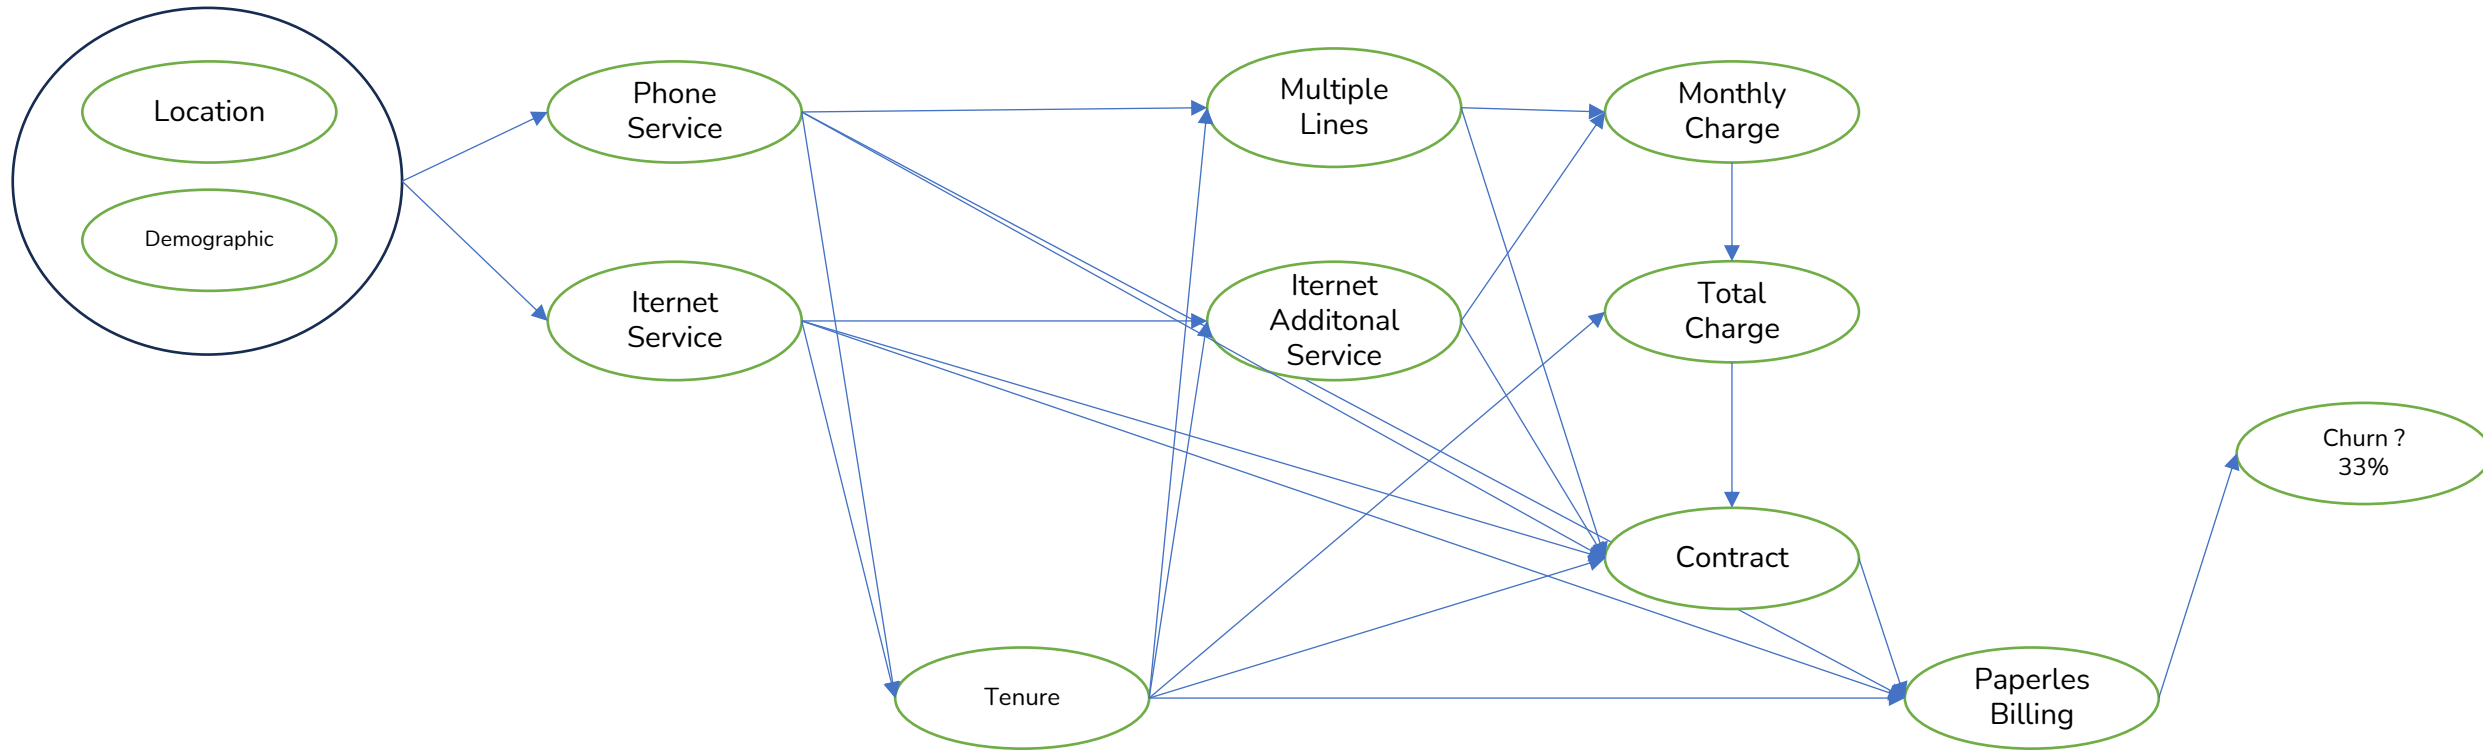 Location
Demographic
Phone
Service
Iternet
Service
Multiple
Lines
Iternet
Additonal
Service
Monthly
Charge
Total
Charge
Contract
Tenure
Paperles
Billing
Churn ?
33%